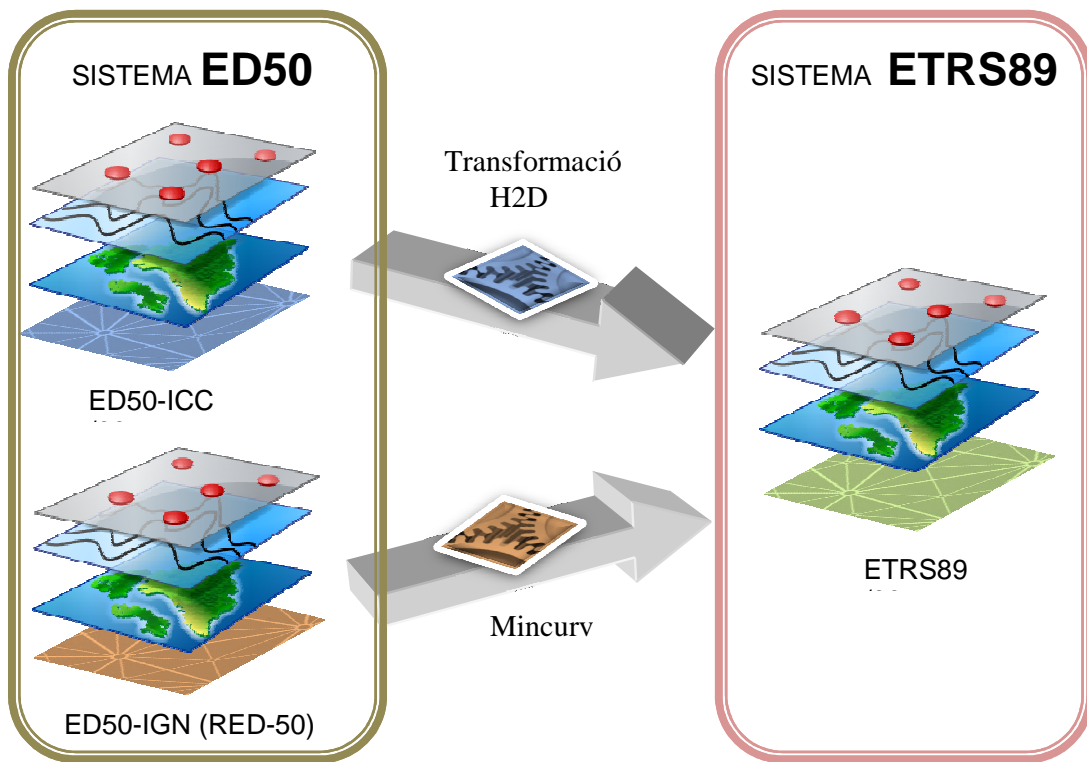 SISTEMA ED50
SISTEMA ETRS89
Transformació
H2D
ED50-ICC
ETRS89
Mincurv
ED50-IGN (RED-50)